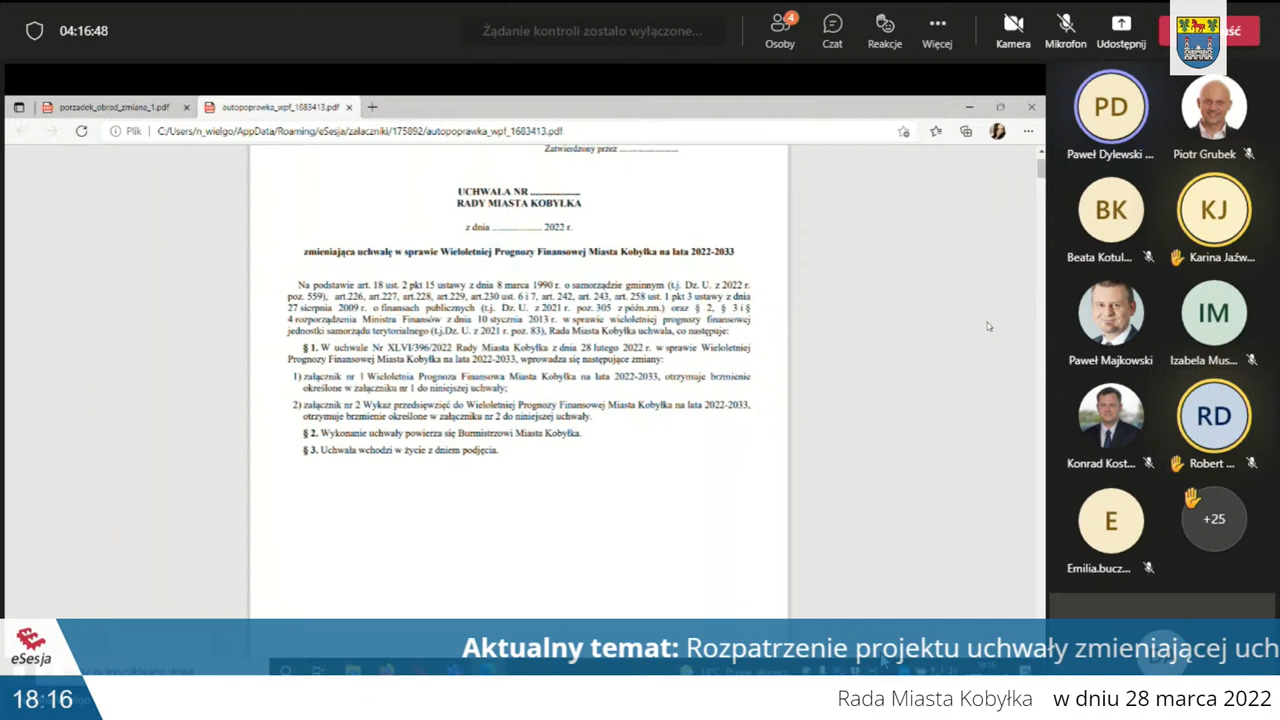 04:16:48
Żądanie kontroli zostało wyłączone...
4
Osoby
Czat
Reakcje
Więcej
Kamera
Mikrofon
Udostępnij
ść
porzadek_obrad_zmiana_1.pdf
autopoprawka_wpf_1683413.pdf
Plik
C:/Users/n_wielgo/AppData/Roaming/eSesja/zalaczniki/175892/autopoprawka_wpf_1683413.pdf
Zatwierdzony przez
UCHWAŁA NR
RADY MIASTA KOBYŁKA
z dnia 2022 r.
zmieniająca uchwałę w sprawie Wieloletniej Prognozy Finansowej Miasta Kobyłka na lata 2022-2033
Na podstawie art. 18 ust. 2 pkt 15 ustawy z dnia 8 marca 1990 r. o samorządzie gminnym (t.j. Dz. U. z 2022 r.
poz. 559), art.226, art.227, art.228, art.229, art.230 ust. 6 i 7, art. 242, art. 243, art. 258 ust. 1 pkt 3 ustawy z dnia
27 sierpnia 2009 r. o finansach publicznych (t.j. Dz. U. z 2021 r. poz. 305 z późn.zm.) oraz § 2, § 3 i §
4 rozporządzenia Ministra Finansów z dnia 10 stycznia 2013 r. w sprawie wieloletniej prognozy finansowej
jednostki samorządu terytorialnego (t.j.Dz. U. z 2021 r. poz. 83), Rada Miasta Kobyłka uchwala, co następuje:
§ 1. W uchwale Nr XLVI/396/2022 Rady Miasta Kobyłka z dnia 28 lutego 2022 r. w sprawie Wieloletniej
Prognozy Finansowej Miasta Kobyłka na lata 2022-2033, wprowadza się następujące zmiany:
1) załącznik nr 1 Wieloletnia Prognoza Finansowa Miasta Kobyłka na lata 2022-2033, otrzymuje brzmienie
określone w załączniku nr 1 do niniejszej uchwały;
2) załącznik nr 2 Wykaz przedsięwzięć do Wieloletniej Prognozy Finansowej Miasta Kobyłka na lata 2022-2033,
otrzymuje brzmienie określone w załączniku nr 2 do niniejszej uchwały.
§ 2. Wykonanie uchwały powierza się Burmistrzowi Miasta Kobyłka.
§ 3. Uchwała wchodzi w życie z dniem podjęcia.
PD
Paweł Dylewski ...
Piotr Grubek
BK
Beata Kotul...
KJ
Karina Jaźw...
Paweł Majkowski
IM
Izabela Mus...
Konrad Kost...
RD
Robert ...
E
Emilia.bucz...
+25
eSesja
Aktualny temat: Rozpatrzenie projektu uchwały zmieniającej uch
18:16
Rada Miasta Kobyłka w dniu 28 marca 2022